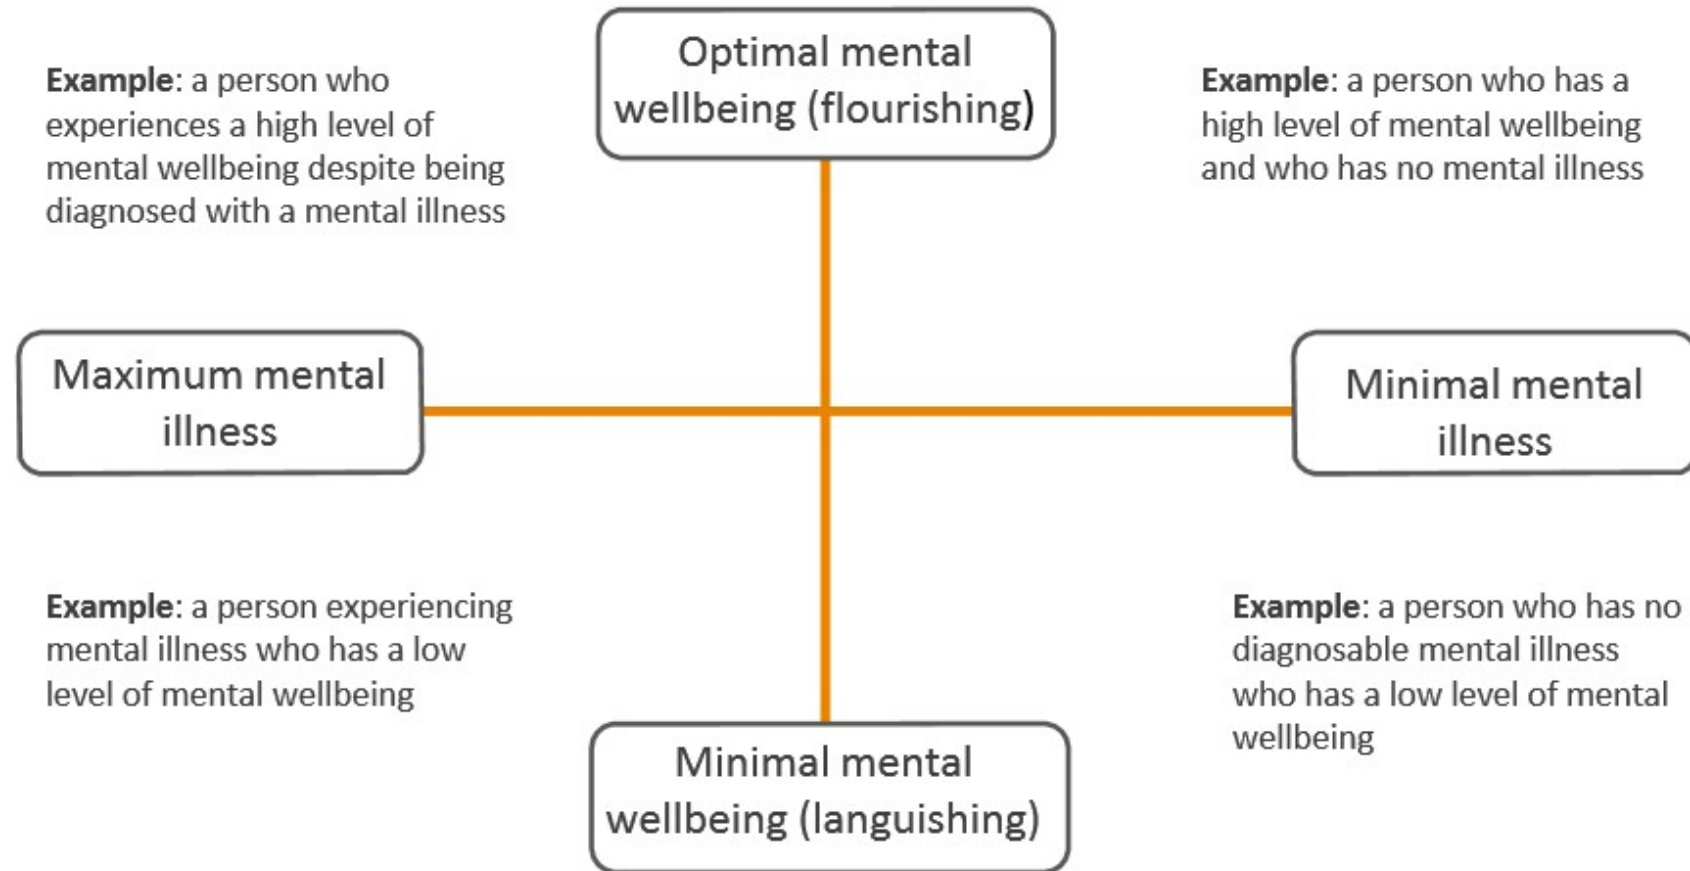 Optimal mental
wellbeing (flourishing)
Example: a person who
experiences a high level of
mental wellbeing despite being
diagnosed with a mental illness
Example: a person who has a
high level of mental wellbeing
and who has no mental illness
Maximum mental
illness
Minimal mental
illness
Example: a person experiencing
mental illness who has a low
level of mental wellbeing
Example: a person who has no
diagnosable mental illness
who has a low level of mental
wellbeing
Minimal mental
wellbeing (languishing)